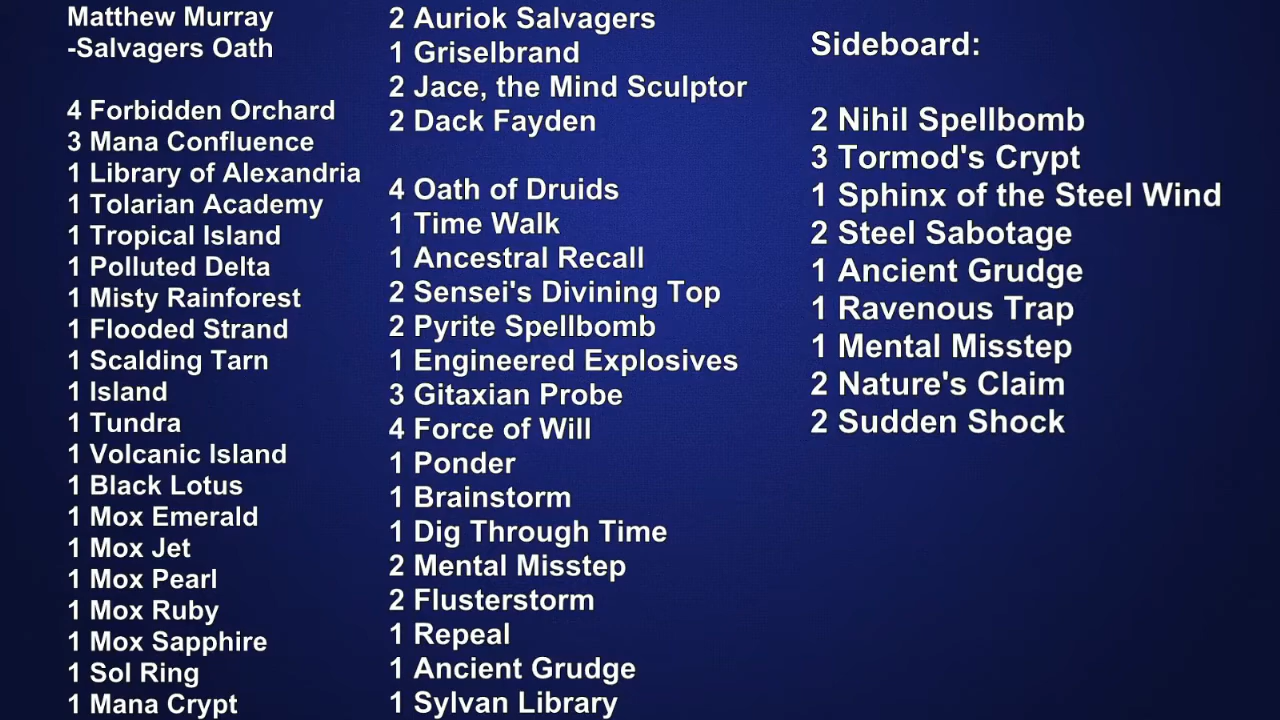 Matthew Murray
-Salvagers Oath
4 Forbidden Orchard
3 Mana Confluence
1 Library of Alexandria
1 Tolarian Academy
1 Tropical Island
1 Polluted Delta
1 Misty Rainforest
1 Flooded Strand
1 Scalding Tarn
1 Island
1 Tundra
1 Volcanic Island
1 Black Lotus
1 Mox Emerald
1 Mox Jet
1 Mox Pearl
1 Mox Ruby
1 Mox Sapphire
1 Sol Ring
1 Mana Crypt
2 Auriok Salvagers
1 Griselbrand
2 Jace, the Mind Sculptor
2 Dack Fayden
4 Oath of Druids
1 Time Walk
1 Ancestral Recall
2 Sensei's Divining Top
2 Pyrite Spellbomb
1 Engineered Explosives
3 Gitaxian Probe
4 Force of Will
1 Ponder
1 Brainstorm
1 Dig Through Time
2 Mental Misstep
2 Flusterstorm
1 Repeal
1 Ancient Grudge
1 Sylvan Library
Sideboard:
2 Nihil Spellbomb
3 Tormod's Crypt
1 Sphinx of the Steel Wind
2 Steel Sabotage
1 Ancient Grudge
1 Ravenous Trap
1 Mental Misstep
2 Nature's Claim
2 Sudden Shock